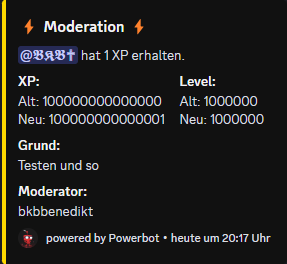 ⚡ Moderation ⚡
@𝕭𝕶𝕭✝ hat 1 XP erhalten.
XP: Level:
Alt: 100000000000000 Alt: 1000000
Neu: 100000000000001 Neu: 1000000
Grund:
Testen und so
Moderator:
bkbbenedikt
powered by Powerbot • heute um 20:17 Uhr